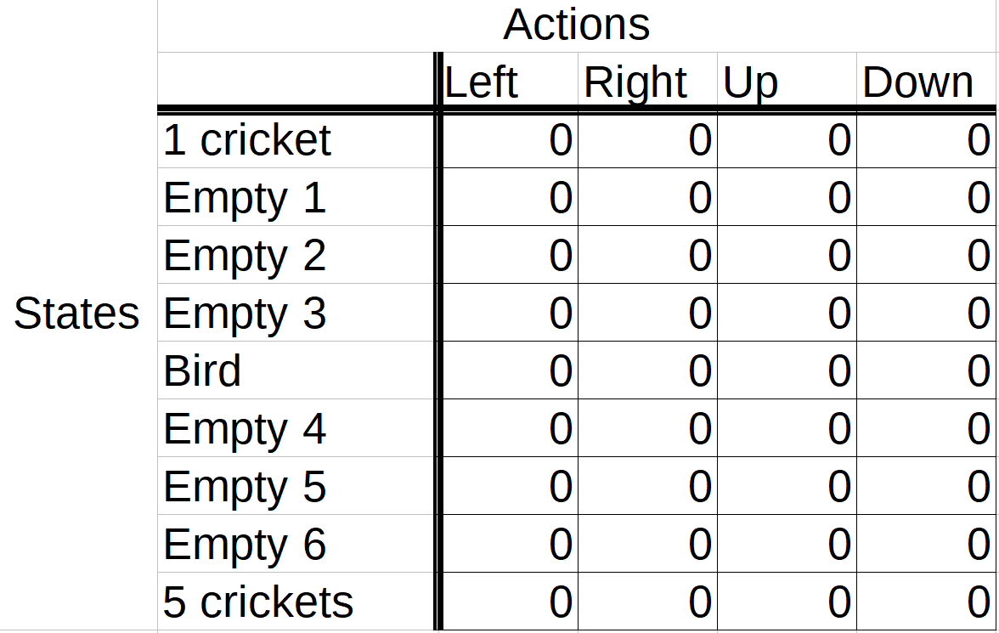 Actions
Left Right Up Down
1 cricket 0 0 0 0
Empty 1 0 0 0 0
Empty 2 0 0 0 0
States Empty 3 0 0 0 0
Bird 0 0 0 0
Empty 4 0 0 0 0
Empty 5 0 0 0 0
Empty 6 0 0 0 0
5 crickets 0 0 0 0